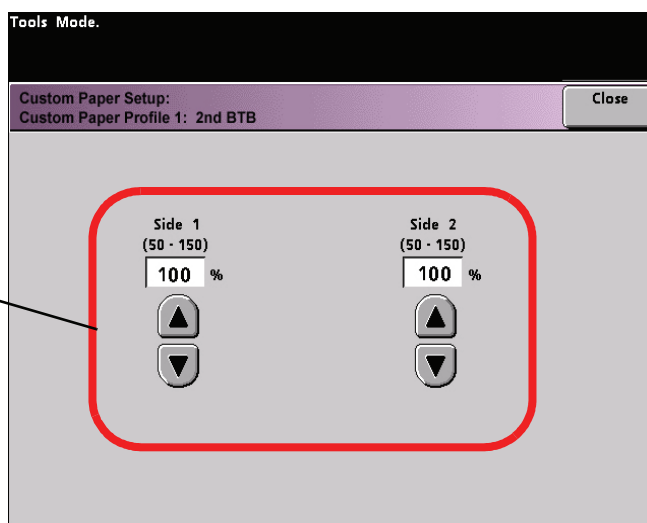 Tools Mode.
Custom Paper Setup:
Custom Paper Profile 1: 2nd BTB
Close
Side 1
(50 - 150)
100 %
Side 2
(50 - 150)
100 %